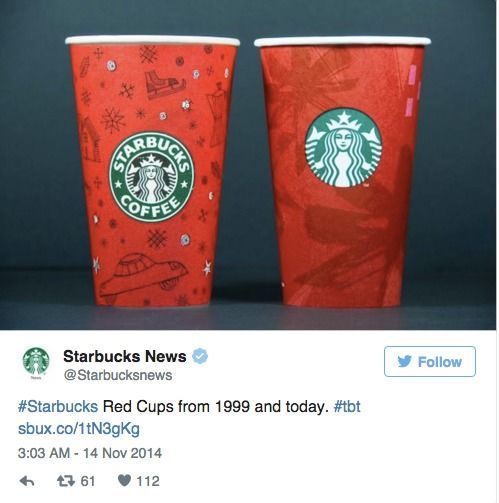 STARBUCKS
COFFEE
TM
Starbucks News
@Starbucksnews
Follow
#Starbucks Red Cups from 1999 and today. #tbt
sbux.co/1tN3gKg
3:03 AM - 14 Nov 2014
61 112